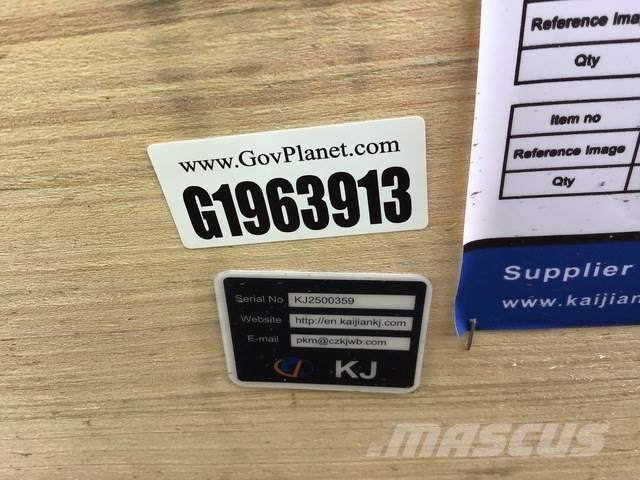 www.GovPlanet.com
G1963913
Serial No KJ2500359
Website http://en.kaijiankj.com
E-mail pkm@czkjwb.com
KJ
Reference Ima
Qty
Item no
Reference Image
Qty
Supplier
www.kaijian
MASCUS